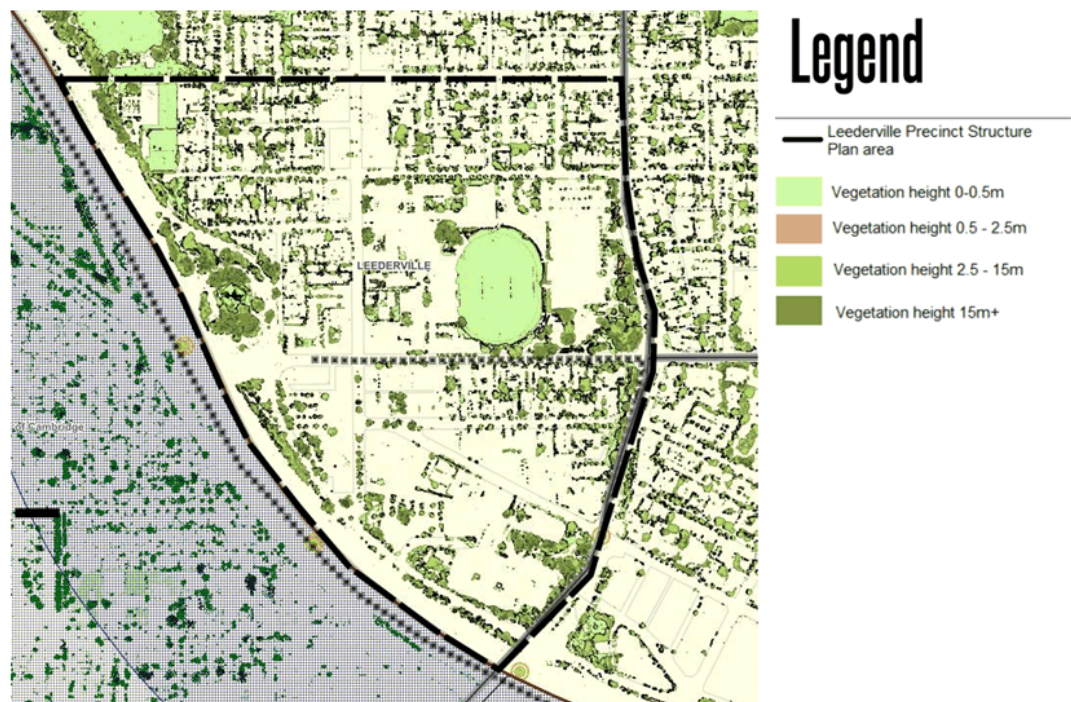 Legend
Leederville Precinct Structure
Plan area
Vegetation height 0-0.5m
Vegetation height 0.5 - 2.5m
Vegetation height 2.5 - 15m
Vegetation height 15m+
LEEDERVILLE
of Cambridge